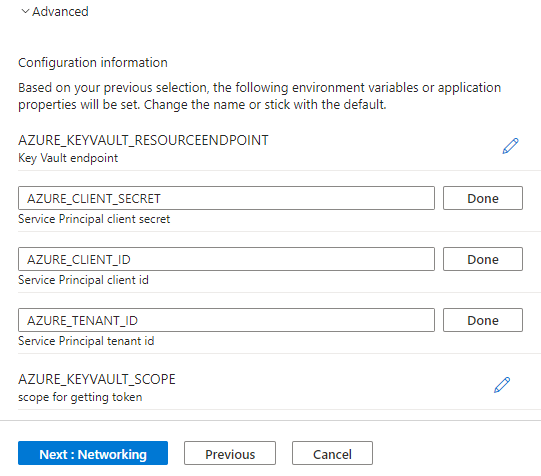 Advanced
Configuration information
Based on your previous selection, the following environment variables or application
properties will be set. Change the name or stick with the default.
AZURE_KEYVAULT_RESOURCEENDPOINT
Key Vault endpoint
AZURE_CLIENT_SECRET Done
Service Principal client secret
AZURE_CLIENT_ID Done
Service Principal client id
AZURE_TENANT_ID Done
Service Principal tenant id
AZURE_KEYVAULT_SCOPE
scope for getting token
Next : Networking Previous Cancel